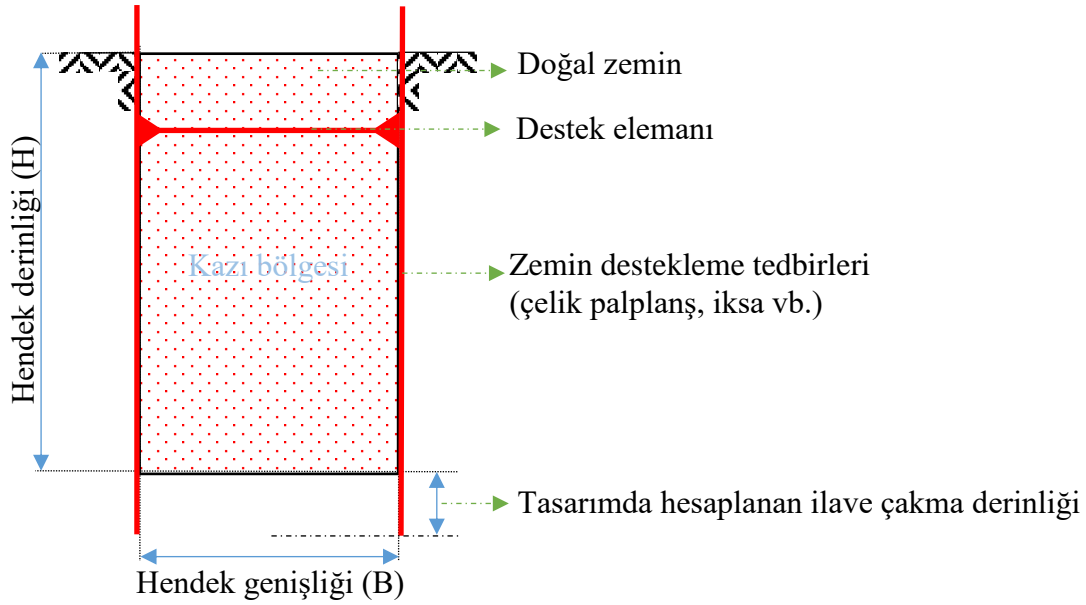 Doğal zemin
Destek elemanı
Hendek derinliği (H)
Kazı bölgesi
Zemin destekleme tedbirleri
(çelik palplanş, iksa vb.)
Tasarımda hesaplanan ilave çakma derinliği
Hendek genişliği (B)